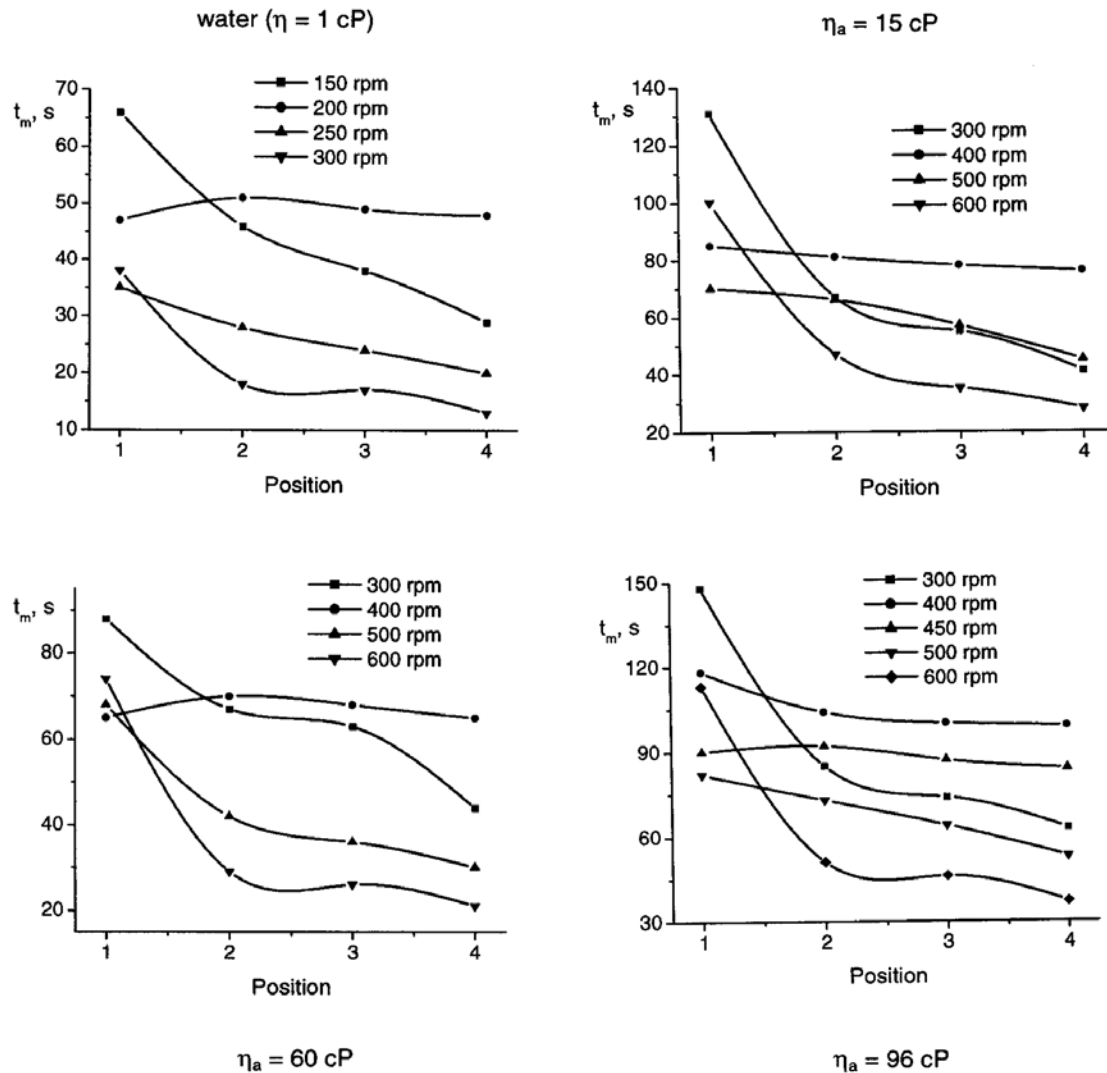 water (η = 1 cP)
70
60
50
40
30
20
10
t_m, s
150 rpm
200 rpm
250 rpm
300 rpm
1 2 3 4
Position
η_a = 15 cP
140
120
100
80
60
40
20
t_m, s
300 rpm
400 rpm
500 rpm
600 rpm
1 2 3 4
Position
t_m, s
80
60
40
20
300 rpm
400 rpm
500 rpm
600 rpm
1 2 3 4
Position
η_a = 60 cP
150
120
90
60
30
t_m, s
300 rpm
400 rpm
450 rpm
500 rpm
600 rpm
1 2 3 4
Position
η_a = 96 cP